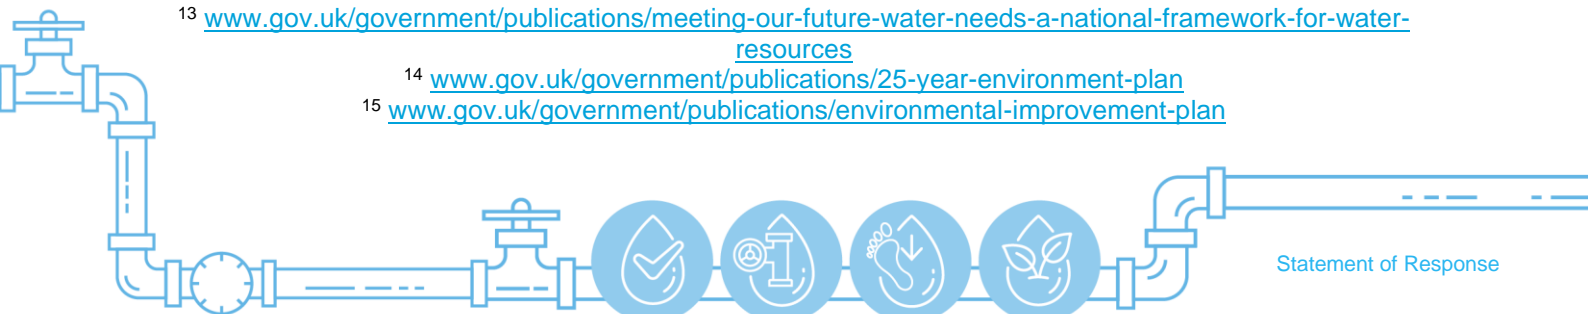 13 www.gov.uk/government/publications/meeting-our-future-water-needs-a-national-framework-for-water-
resources
14 www.gov.uk/government/publications/25-year-environment-plan
15 www.gov.uk/government/publications/environmental-improvement-plan
Statement of Response